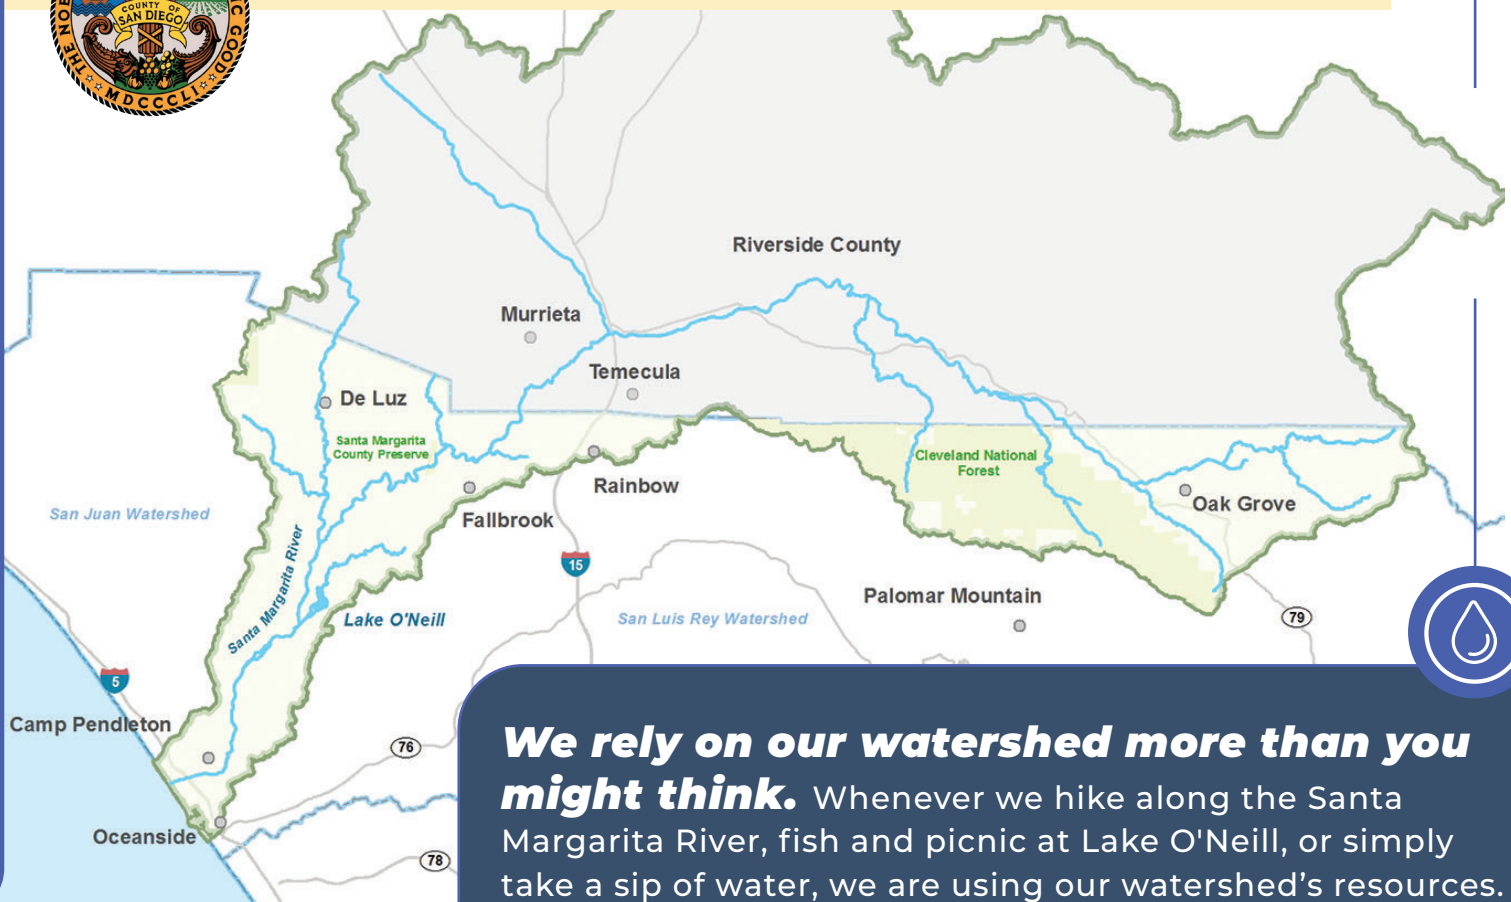 COUNTY OF
SAN DIEGO
THE NOB
IC GOOD
MDCCCLI
Riverside County
Murrieta
Temecula
De Luz
Santa Margarita
County Preserve
Cleveland National
Forest
Rainbow
Oak Grove
San Juan Watershed
Fallbrook
Santa Margarita River
15
Palomar Mountain
Lake O'Neill
San Luis Rey Watershed
79
5
Camp Pendleton
76
Oceanside
78
We rely on our watershed more than you
might think. Whenever we hike along the Santa
Margarita River, fish and picnic at Lake O'Neill, or simply
take a sip of water, we are using our watershed’s resources.